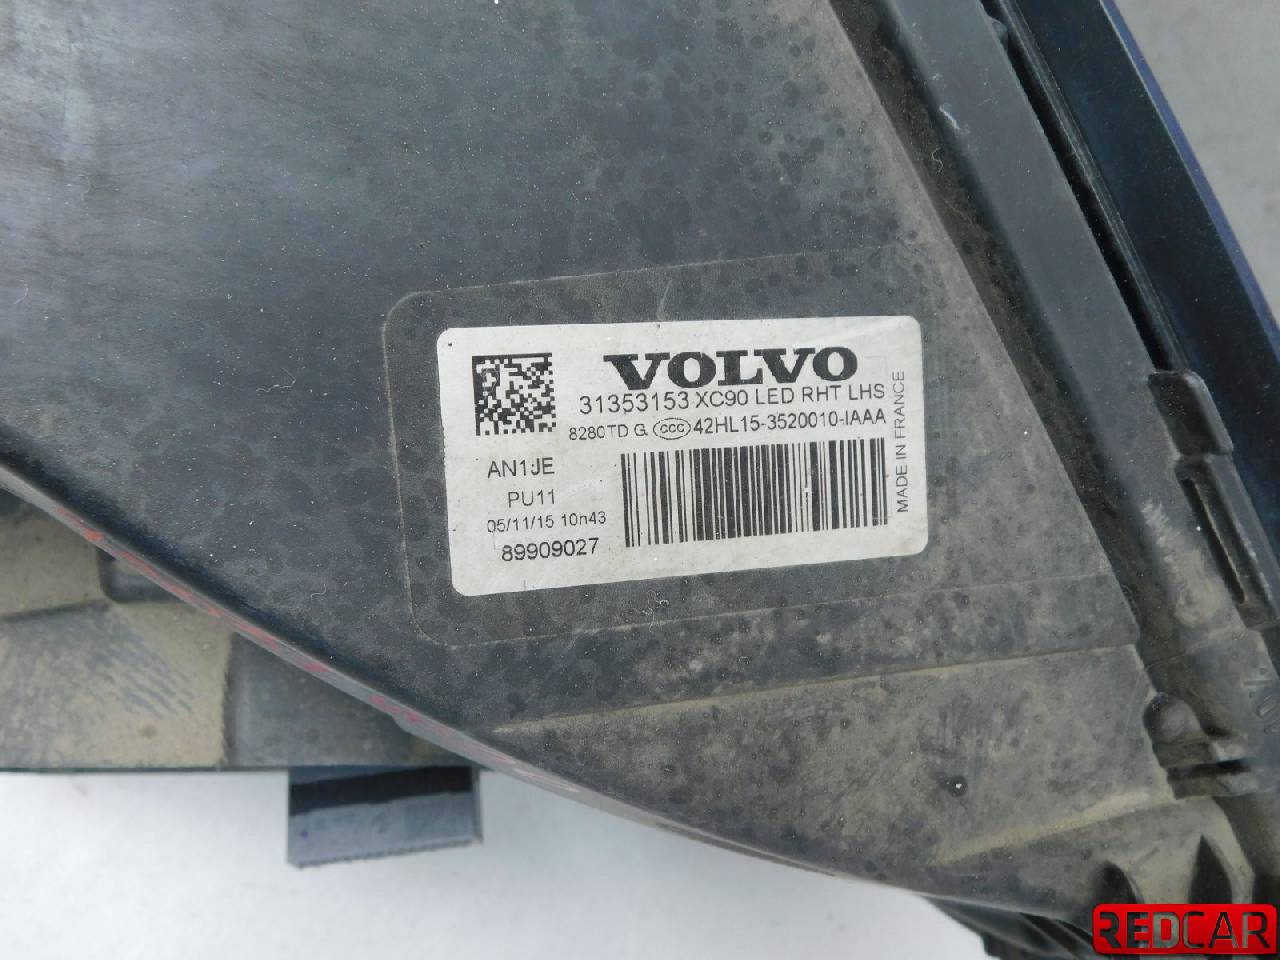 VOLVO
31353153 XC90 LED RHT LHS
8280TD G. CCC 42HL15-3520010-IAAA
AN1JE
PU11
05/11/15 10h43
89909027
MADE IN FRANCE
REDCAR